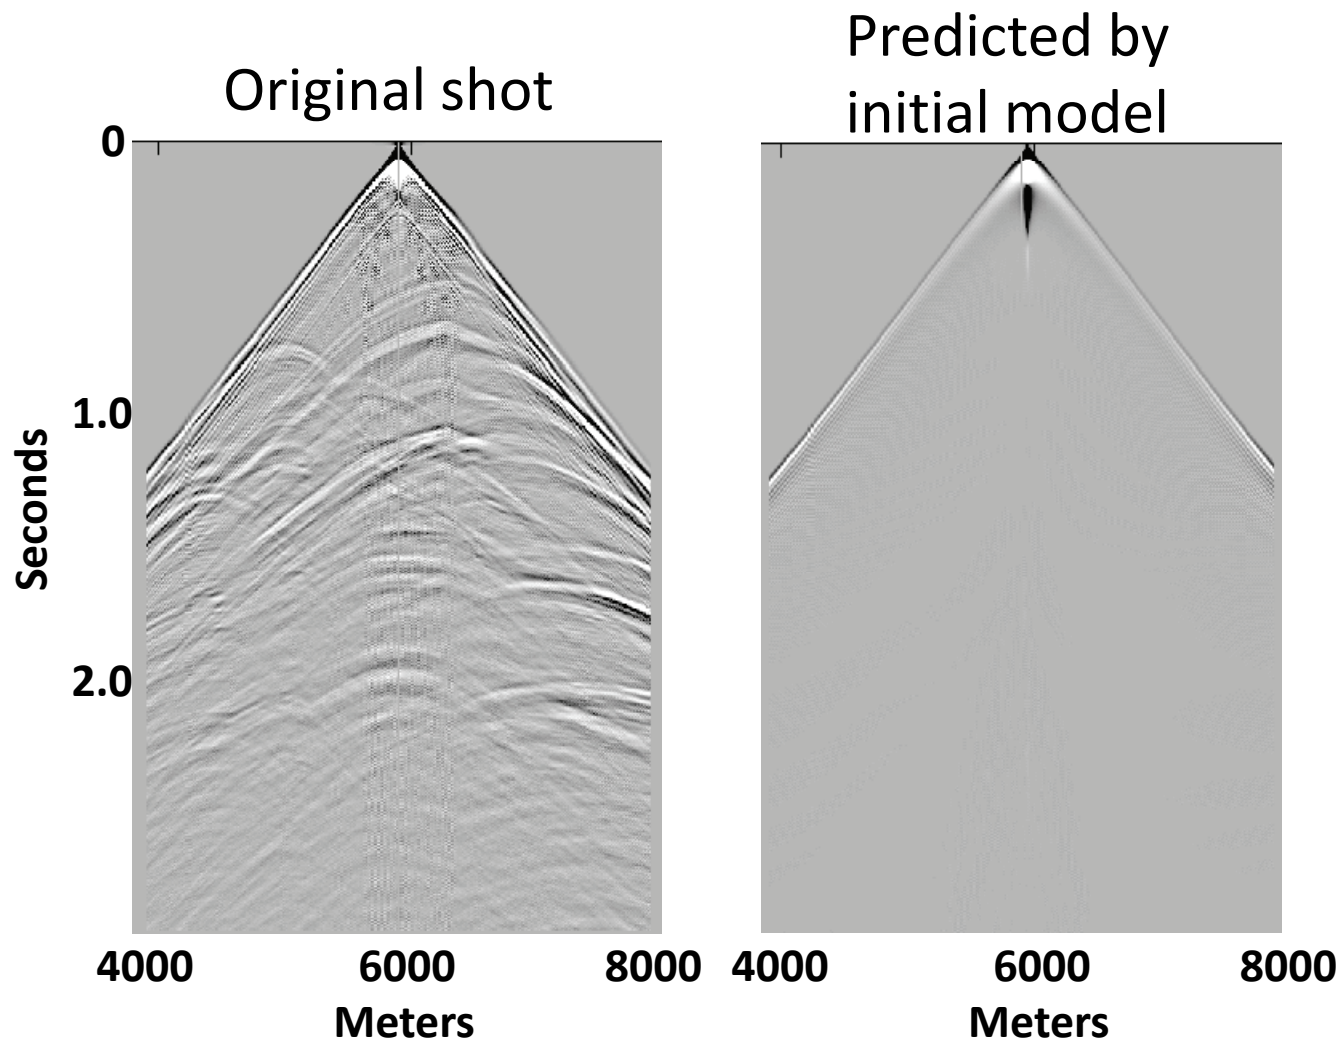 Original shot
Predicted by
initial model
0
1.0
2.0
Seconds
4000 6000 8000
Meters
4000 6000 8000
Meters